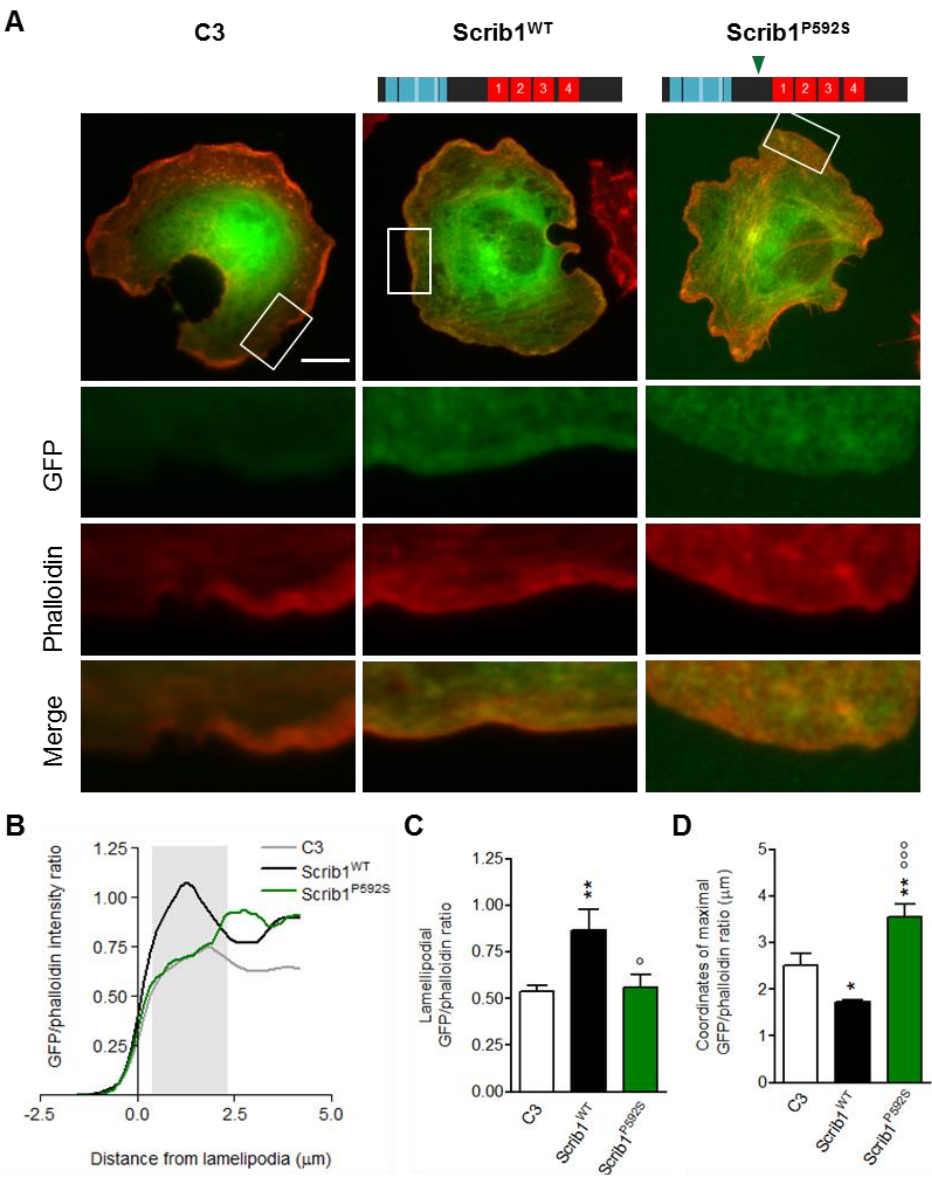 A
C3
Scrib1WT
Scrib1P592S
1 2 3 4
1 2 3 4
GFP
Phalloidin
Merge
B
GFP/phalloidin intensity ratio
1.25
1.00
0.75
0.50
0.25
-2.5 0.0 2.5 5.0
Distance from lamelipodia (μm)
C3
Scrib1WT
Scrib1P592S
C
Lamellipodial
GFP/phalloidin ratio
1.25
1.00
0.75
0.50
0.25
0.00
**
°
C3
Scrib1WT
Scrib1P592S
D
Coordinates of maximal
GFP/phalloidin ratio (μm)
5
4
3
2
1
0
*
°°°
**
C3
Scrib1WT
Scrib1P592S